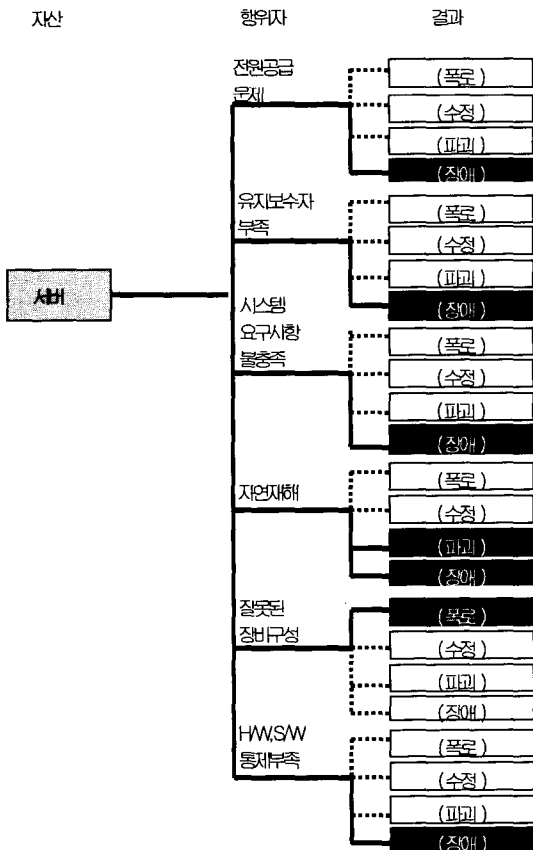 자산 행위자 결과
전원공급
문제
(폭로)
(수정)
(파괴)
(장애)
유지보수자
부족
(폭로)
(수정)
(파괴)
(장애)
서버
시스템
요구사항
불충족
(폭로)
(수정)
(파괴)
(장애)
자연재해
(폭로)
(수정)
(파괴)
(장애)
잘못된
장비구성
(폭로)
(수정)
(파괴)
(장애)
H/W,S/W
통제부족
(폭로)
(수정)
(파괴)
(장애)